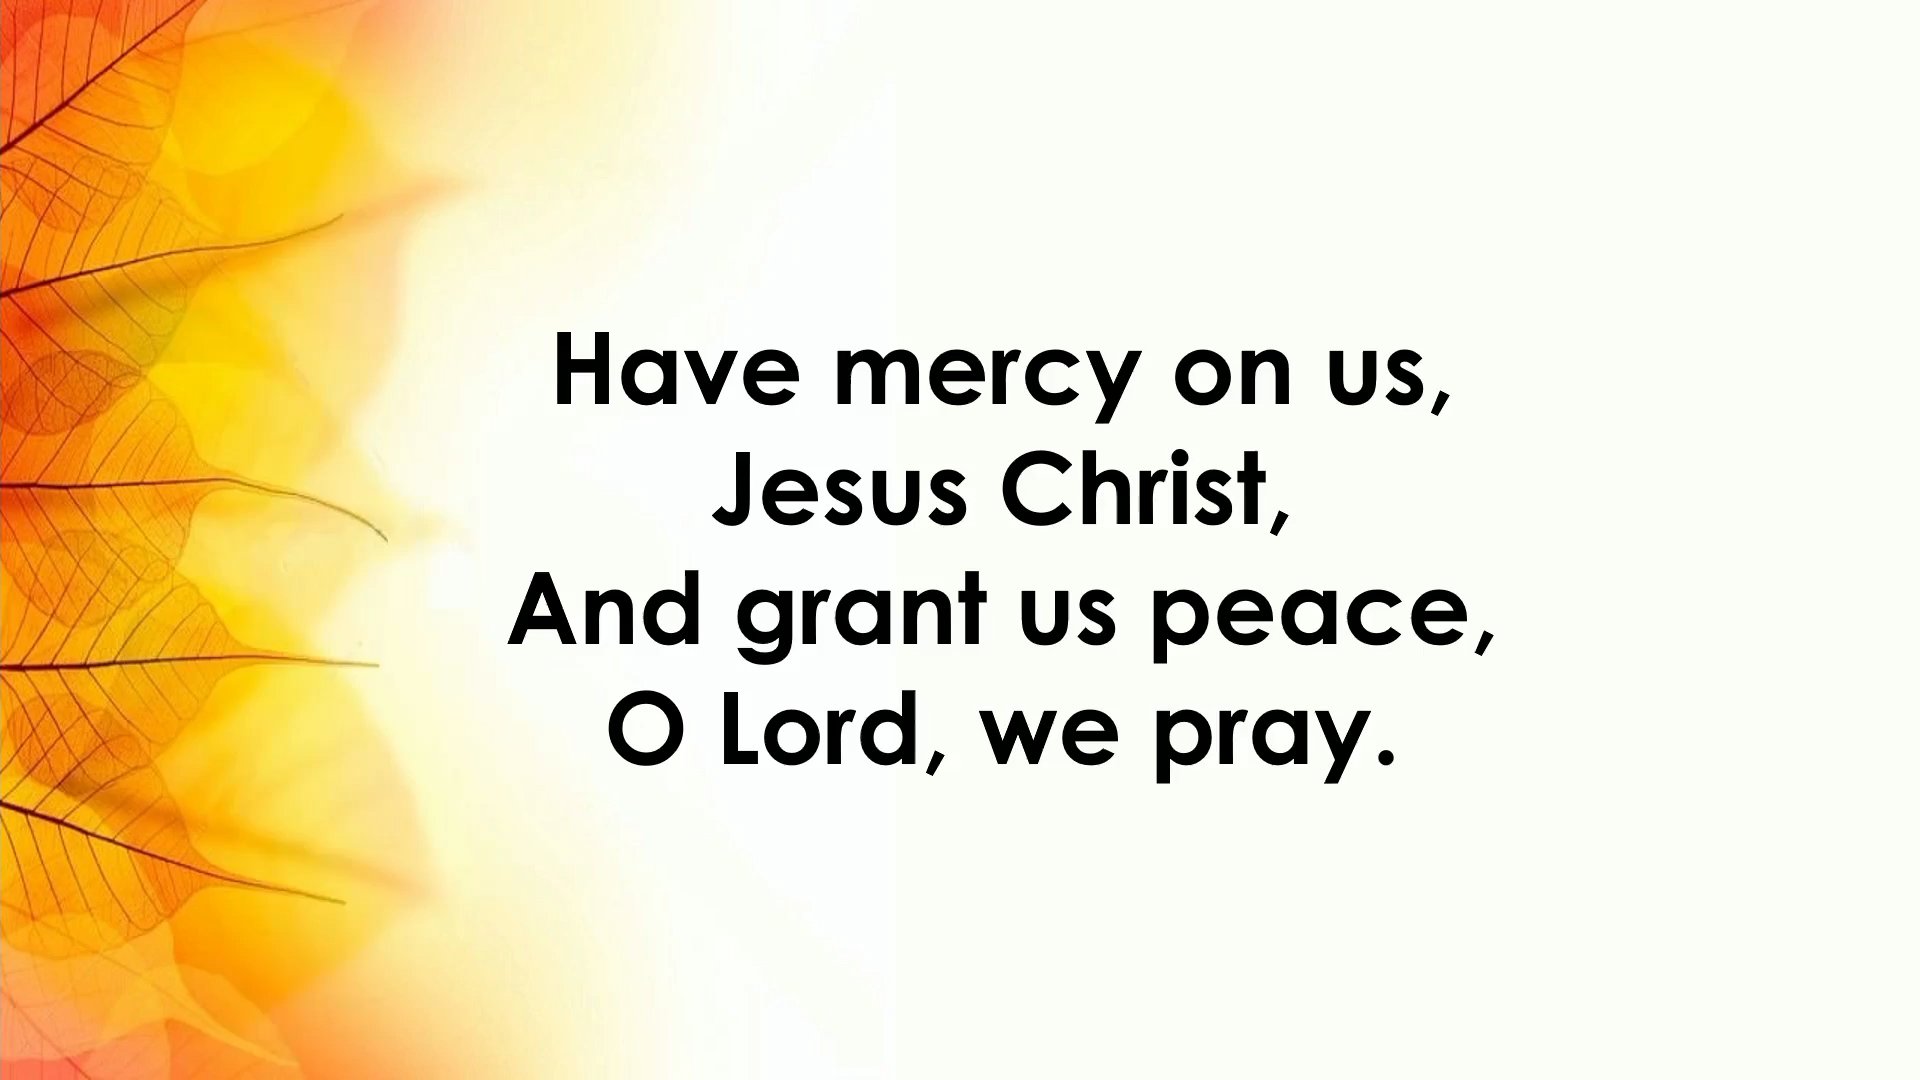 Have mercy on us,
Jesus Christ,
And grant us peace,
O Lord, we pray.